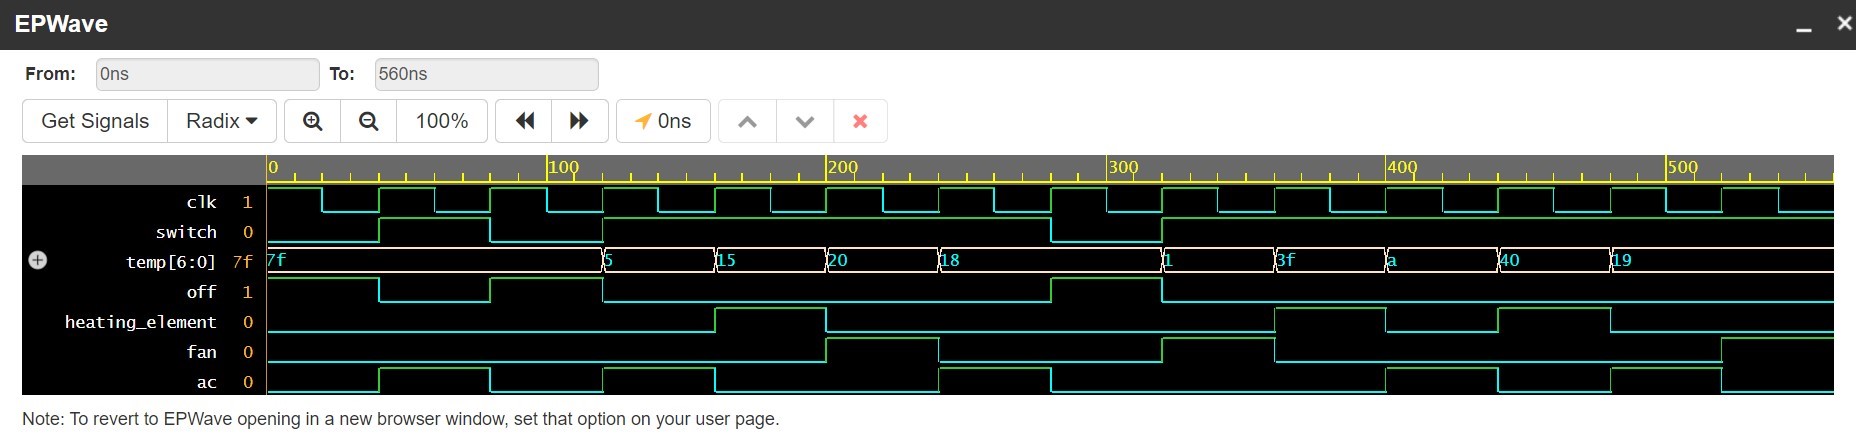 EPWave
From: 0ns To: 560ns
Get Signals Radix 100% 0ns
0 100 200 300 400 500
clk 1
switch 0
temp[6:0] 7f 7f 5 15 20 18 1 3f a 40 19
off 1
heating_element 0
fan 0
ac 0
Note: To revert to EPWave opening in a new browser window, set that option on your user page.